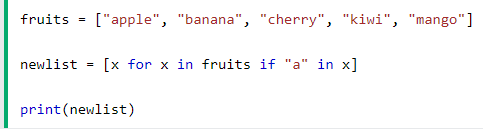 fruits = ["apple", "banana", "cherry", "kiwi", "mango"]
newlist = [x for x in fruits if "a" in x]
print(newlist)